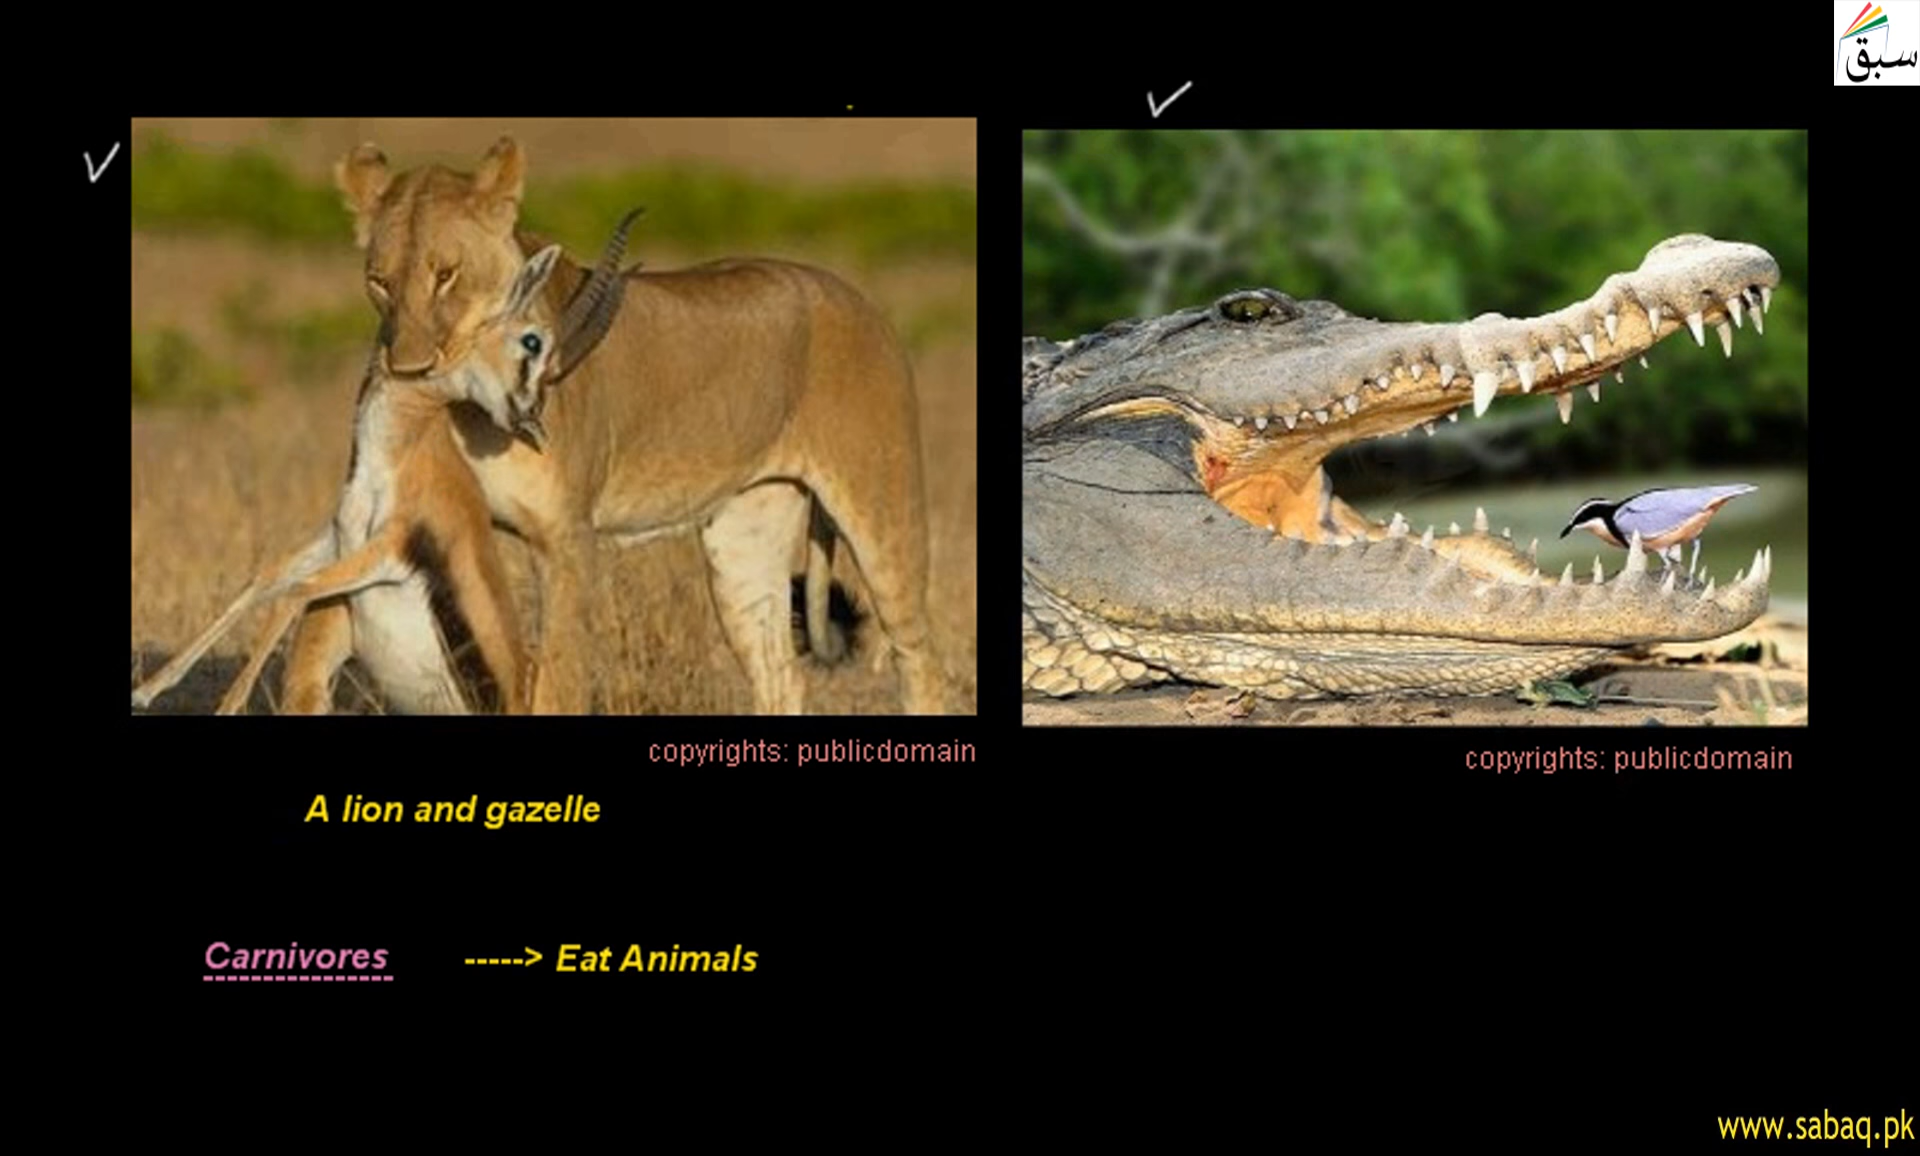 سبق
copyrights: publicdomain
copyrights: publicdomain
A lion and gazelle
Carnivores -----> Eat Animals
www.sabaq.pk